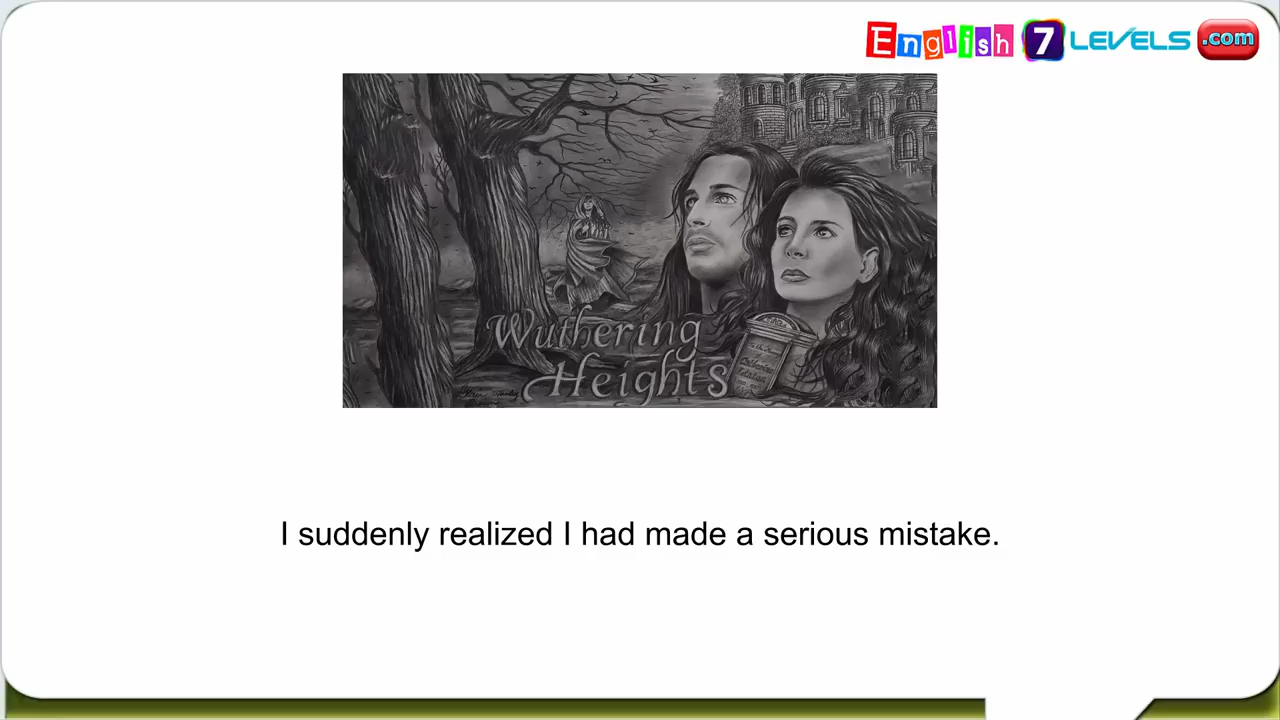 English 7 LEVELS .com
Wuthering
Heights
I suddenly realized I had made a serious mistake.